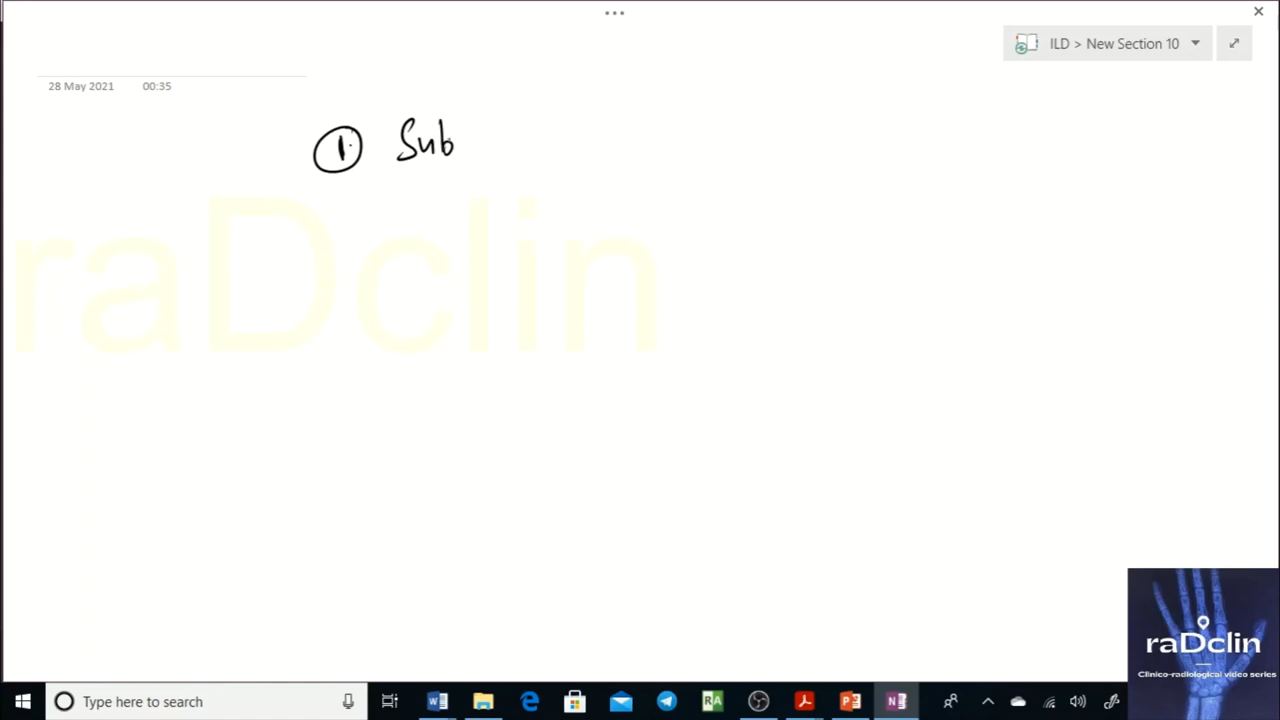 ILD > New Section 10
28 May 2021 00:35
① Sub
raDclin
Type here to search
raDclin
Clinico-radiological video series